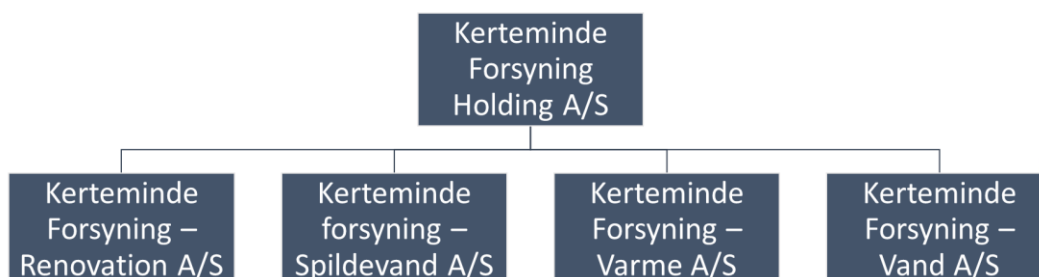 Kerteminde
Forsyning
Holding A/S
Kerteminde
Forsyning –
Renovation A/S
Kerteminde
forsyning –
Spildevand A/S
Kerteminde
Forsyning –
Varme A/S
Kerteminde
Forsyning –
Vand A/S